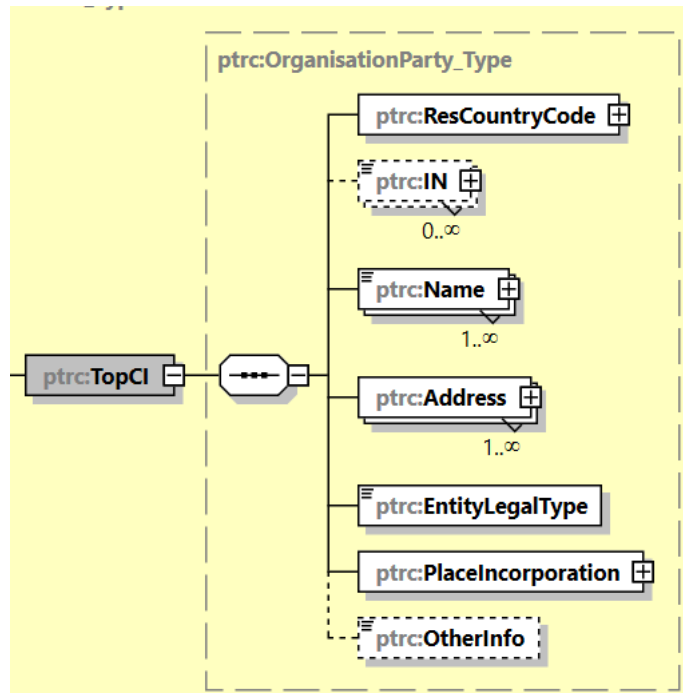 ptrc:OrganisationParty_Type
ptrc:ResCountryCode
ptrc:IN
0..∞
ptrc:Name
1..∞
ptrc:TopCI
ptrc:Address
1..∞
ptrc:EntityLegalType
ptrc:PlaceIncorporation
ptrc:OtherInfo